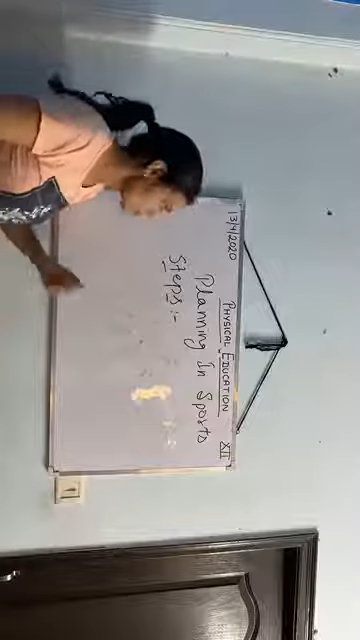 13/4/2020
PHYSICAL EDUCATION XII
Planning In Sports
Steps :-